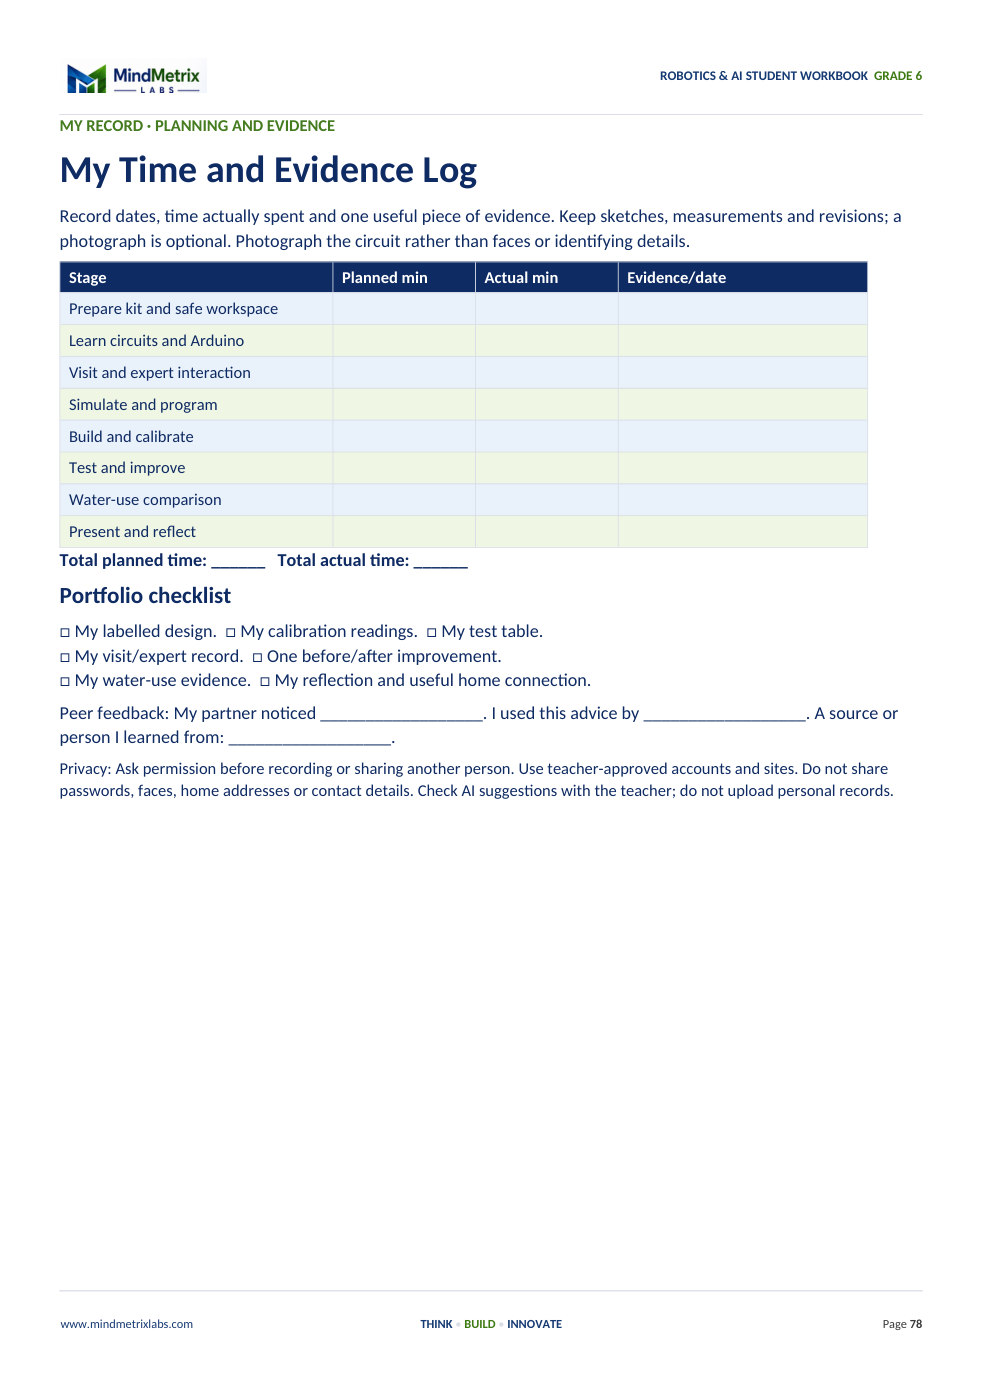 MindMetrix
LABS
ROBOTICS & AI STUDENT WORKBOOK GRADE 6
MY RECORD · PLANNING AND EVIDENCE
My Time and Evidence Log
Record dates, time actually spent and one useful piece of evidence. Keep sketches, measurements and revisions; a
photograph is optional. Photograph the circuit rather than faces or identifying details.
Stage Planned min Actual min Evidence/date
Prepare kit and safe workspace
Learn circuits and Arduino
Visit and expert interaction
Simulate and program
Build and calibrate
Test and improve
Water-use comparison
Present and reflect
Total planned time: ______ Total actual time: ______
Portfolio checklist
□ My labelled design. □ My calibration readings. □ My test table.
□ My visit/expert record. □ One before/after improvement.
□ My water-use evidence. □ My reflection and useful home connection.
Peer feedback: My partner noticed __________________. I used this advice by __________________. A source or
person I learned from: __________________.
Privacy: Ask permission before recording or sharing another person. Use teacher-approved accounts and sites. Do not share
passwords, faces, home addresses or contact details. Check AI suggestions with the teacher; do not upload personal records.
www.mindmetrixlabs.com THINK • BUILD • INNOVATE Page 78